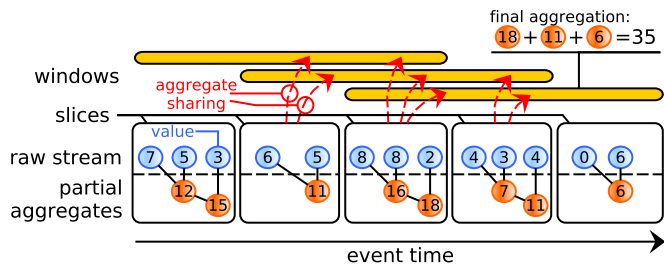 final aggregation:
18 + 11 + 6 =35
windows
aggregate
sharing
slices
value
raw stream
7 5 3 6 5 8 8 2 4 3 4 0 6
partial
aggregates
12 11 16 7 6
15 18 11
event time